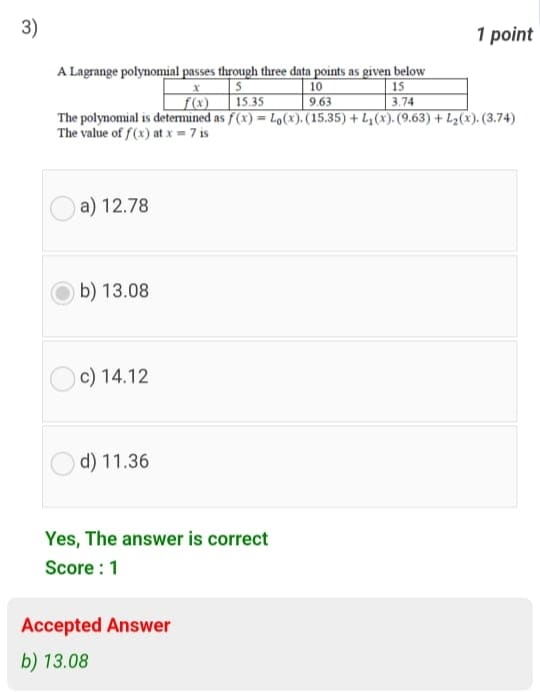 3)
1 point
A Lagrange polynomial passes through three data points as given below
x 5 10 15
f(x) 15.35 9.63 3.74
The polynomial is determined as f(x) = L₀(x).(15.35) + L₁(x).(9.63) + L₂(x).(3.74)
The value of f(x) at x = 7 is
a) 12.78
b) 13.08
c) 14.12
d) 11.36
Yes, The answer is correct
Score : 1
Accepted Answer
b) 13.08